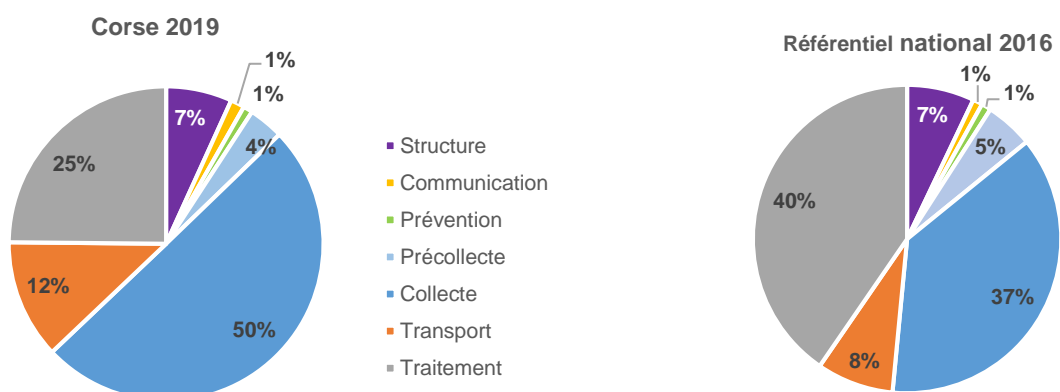 Corse 2019
1%
1%
7%
4%
25%
12%
50%
Structure
Communication
Prévention
Précollecte
Collecte
Transport
Traitement
Référentiel national 2016
1%
1%
7%
5%
40%
37%
8%